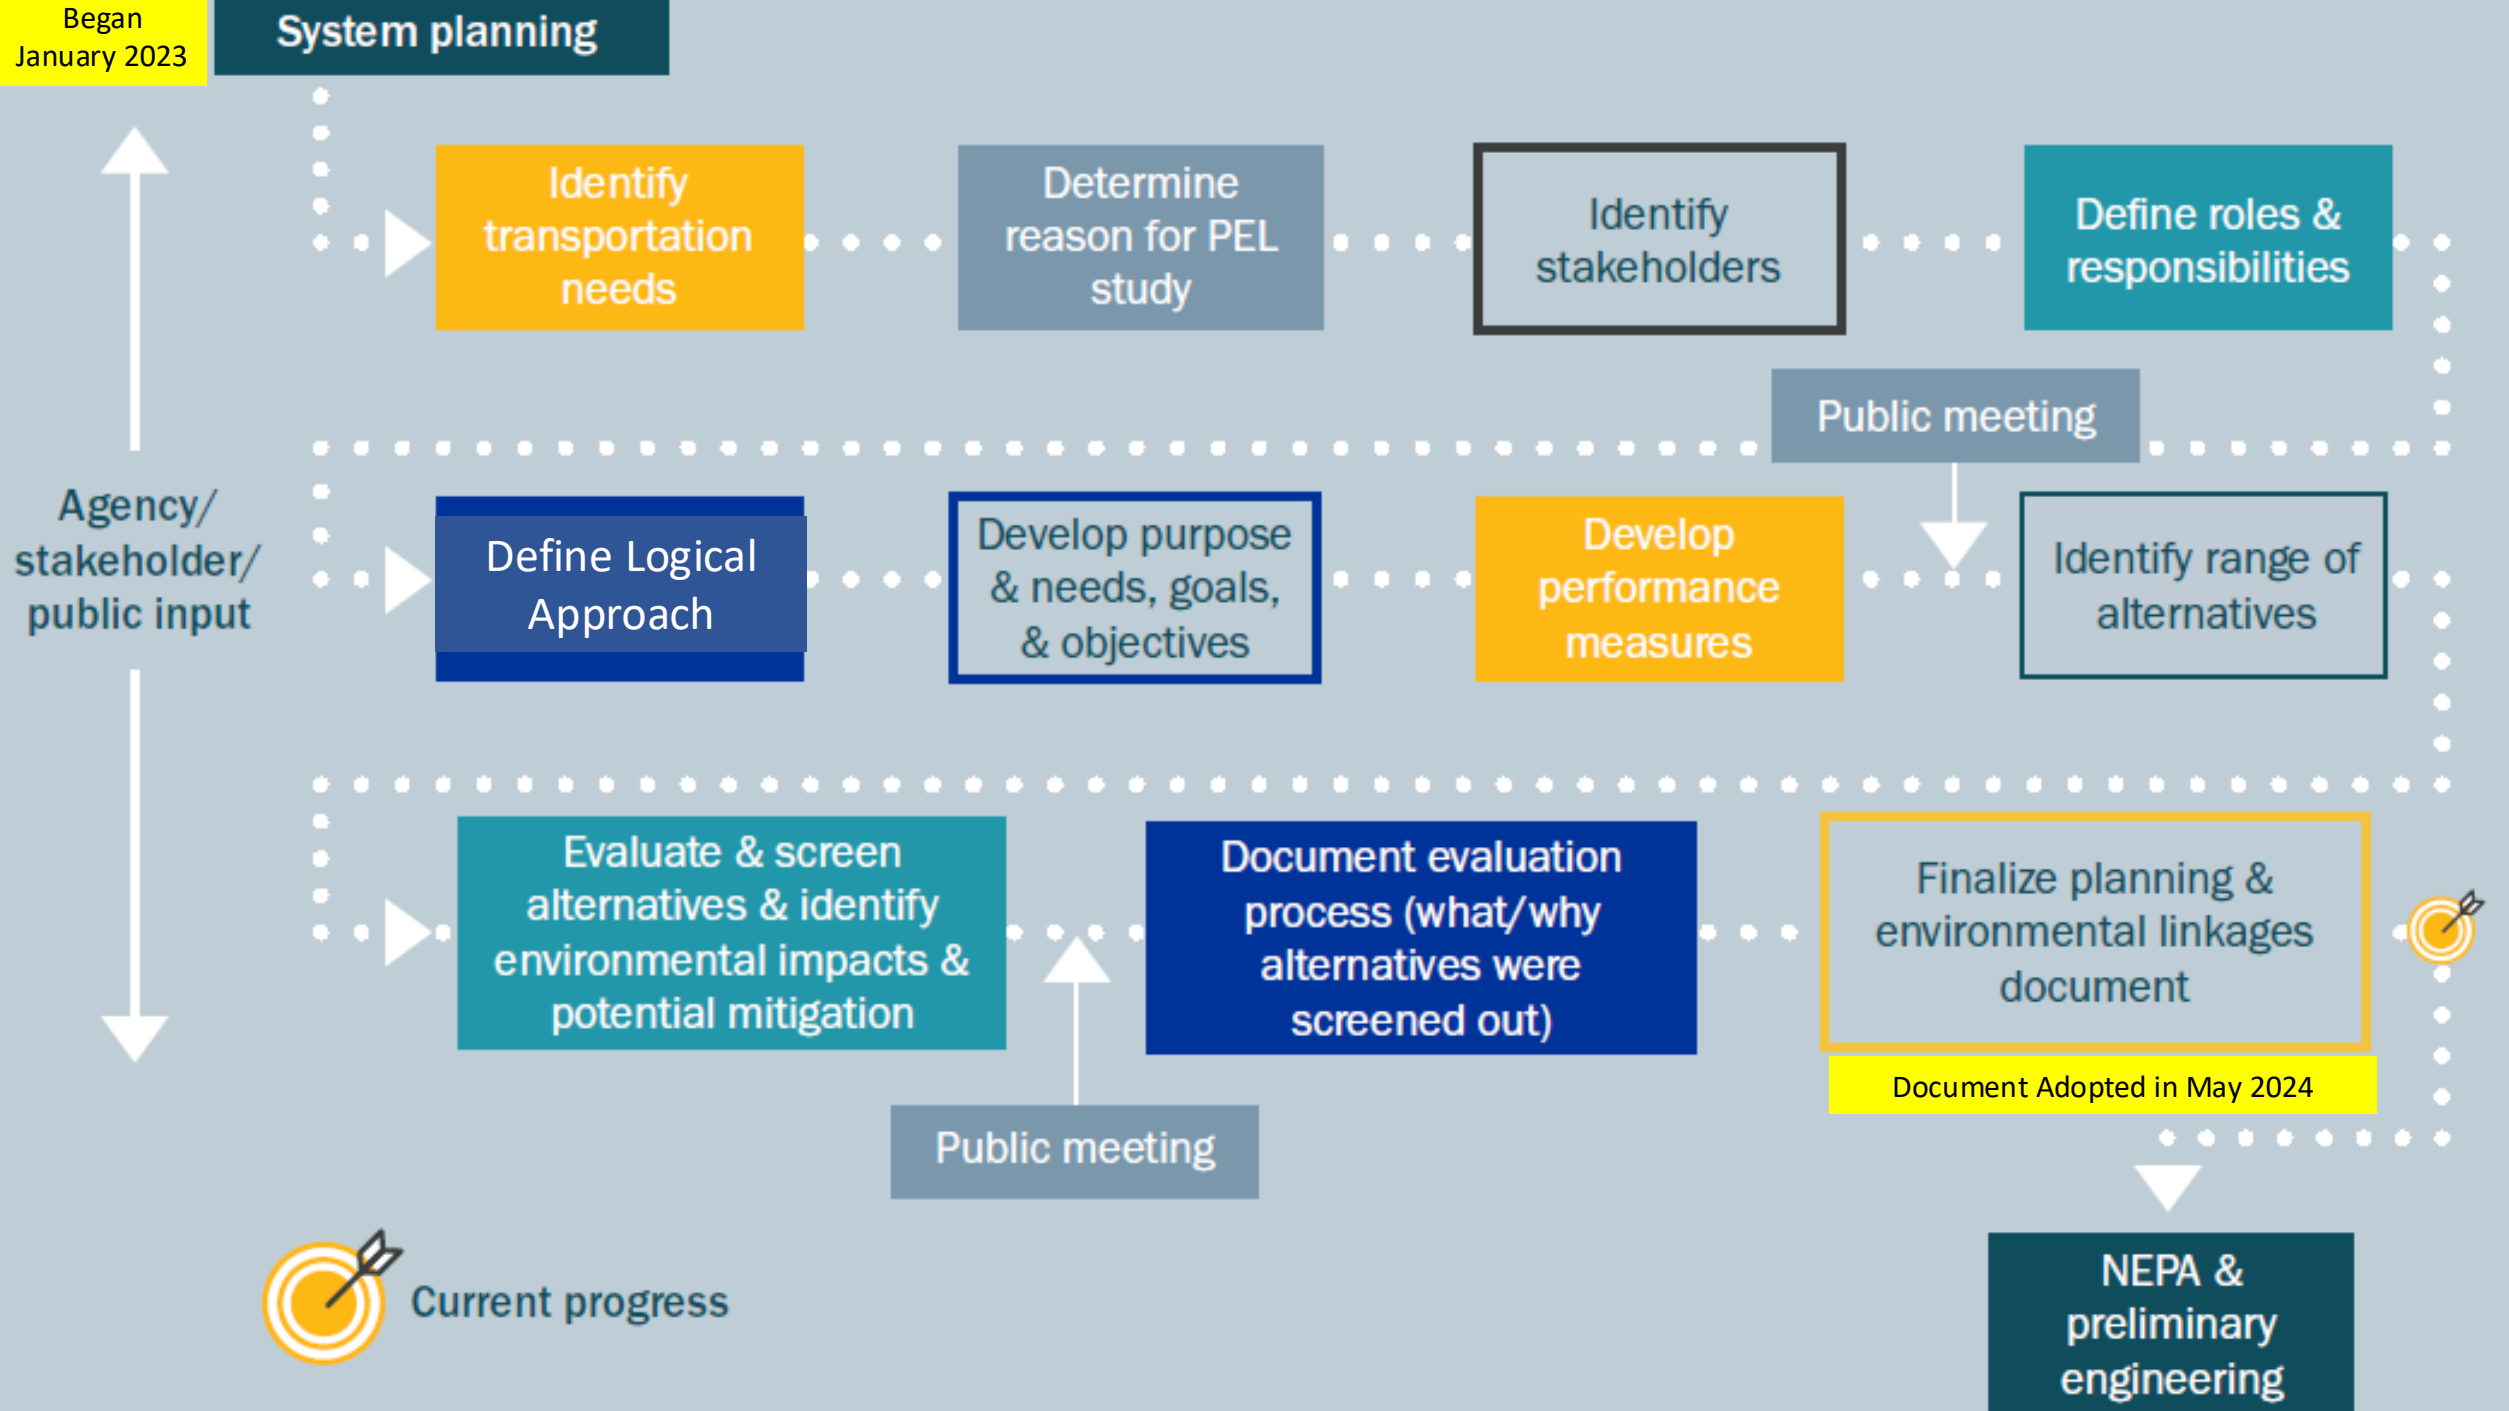 Began
January 2023
System planning
Identify
transportation
needs
Determine
reason for PEL
study
Identify
stakeholders
Define roles &
responsibilities
Public meeting
Agency/
stakeholder/
public input
Define Logical
Approach
Develop purpose
& needs, goals,
& objectives
Develop
performance
measures
Identify range of
alternatives
Evaluate & screen
alternatives & identify
environmental impacts &
potential mitigation
Document evaluation
process (what/why
alternatives were
screened out)
Finalize planning &
environmental linkages
document
Document Adopted in May 2024
Public meeting
Current progress
NEPA &
preliminary
engineering